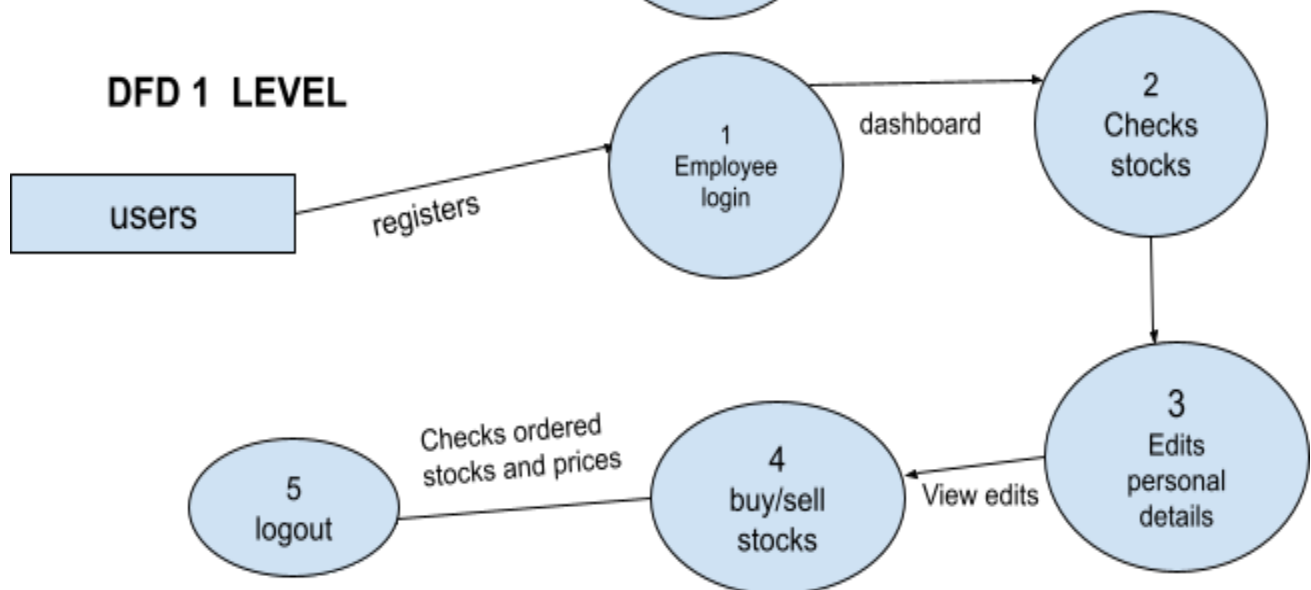 DFD 1 LEVEL
users
registers
1
Employee
login
dashboard
2
Checks
stocks
3
Edits
personal
details
View edits
4
buy/sell
stocks
Checks ordered
stocks and prices
5
logout